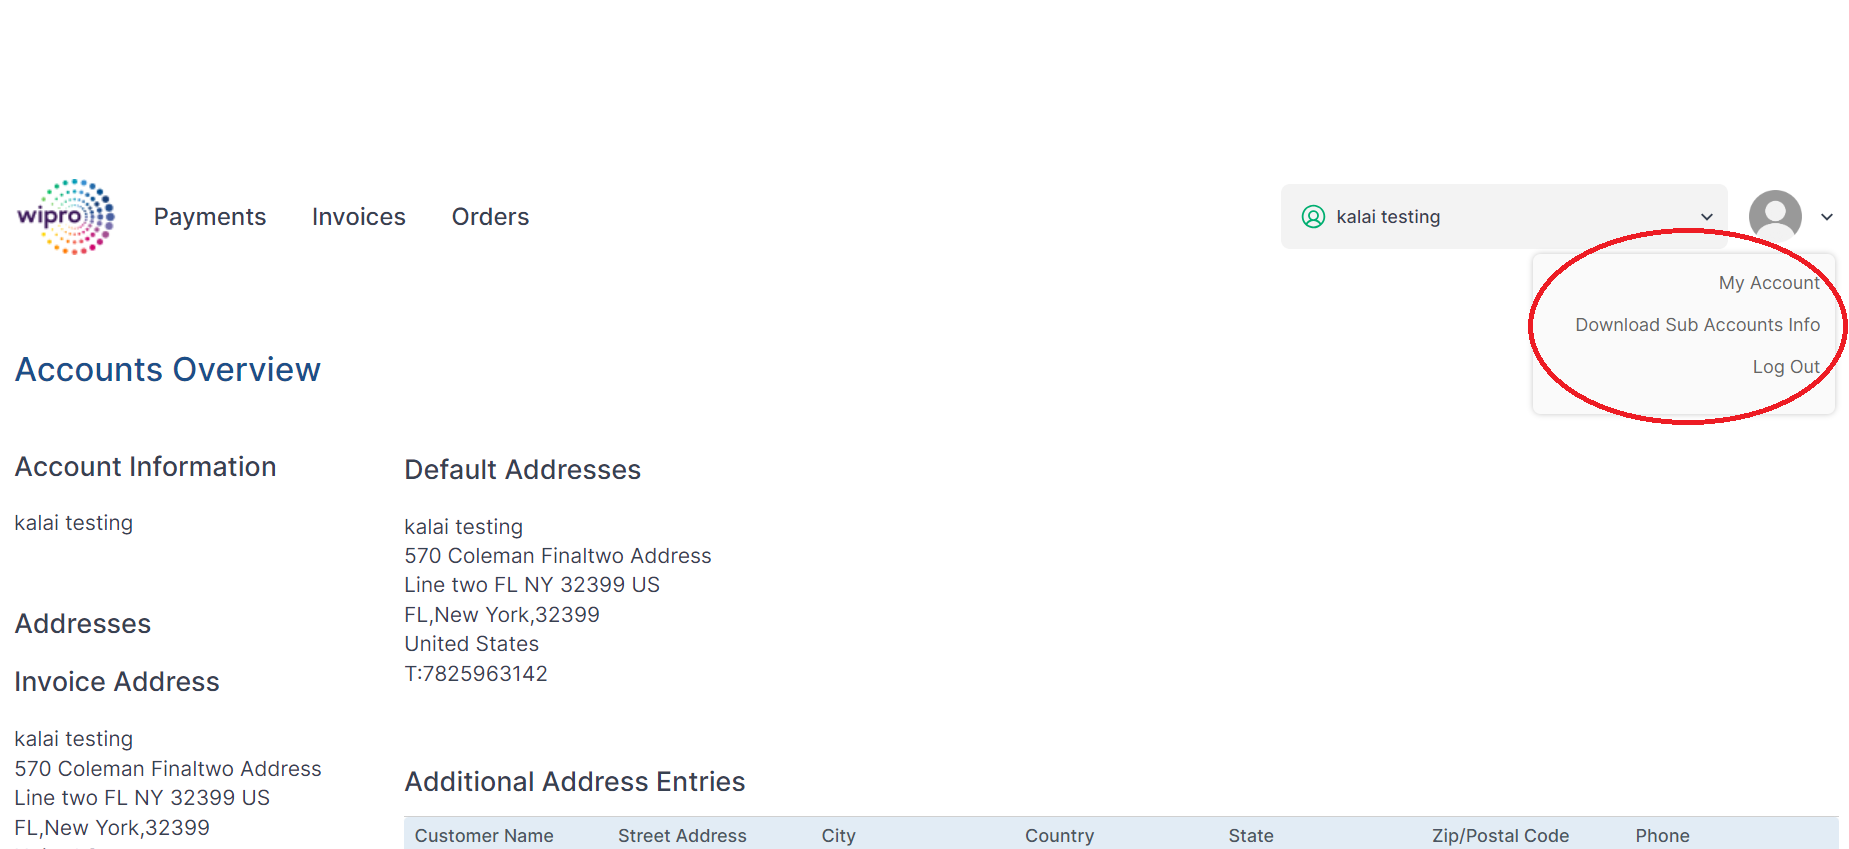 wipro
Payments
Invoices
Orders
kalai testing
My Account
Download Sub Accounts Info
Log Out
Accounts Overview
Account Information
kalai testing
Addresses
Invoice Address
kalai testing
570 Coleman Finaltwo Address
Line two FL NY 32399 US
FL,New York,32399
Default Addresses
kalai testing
570 Coleman Finaltwo Address
Line two FL NY 32399 US
FL,New York,32399
United States
T:7825963142
Additional Address Entries
Customer Name Street Address City Country State Zip/Postal Code Phone